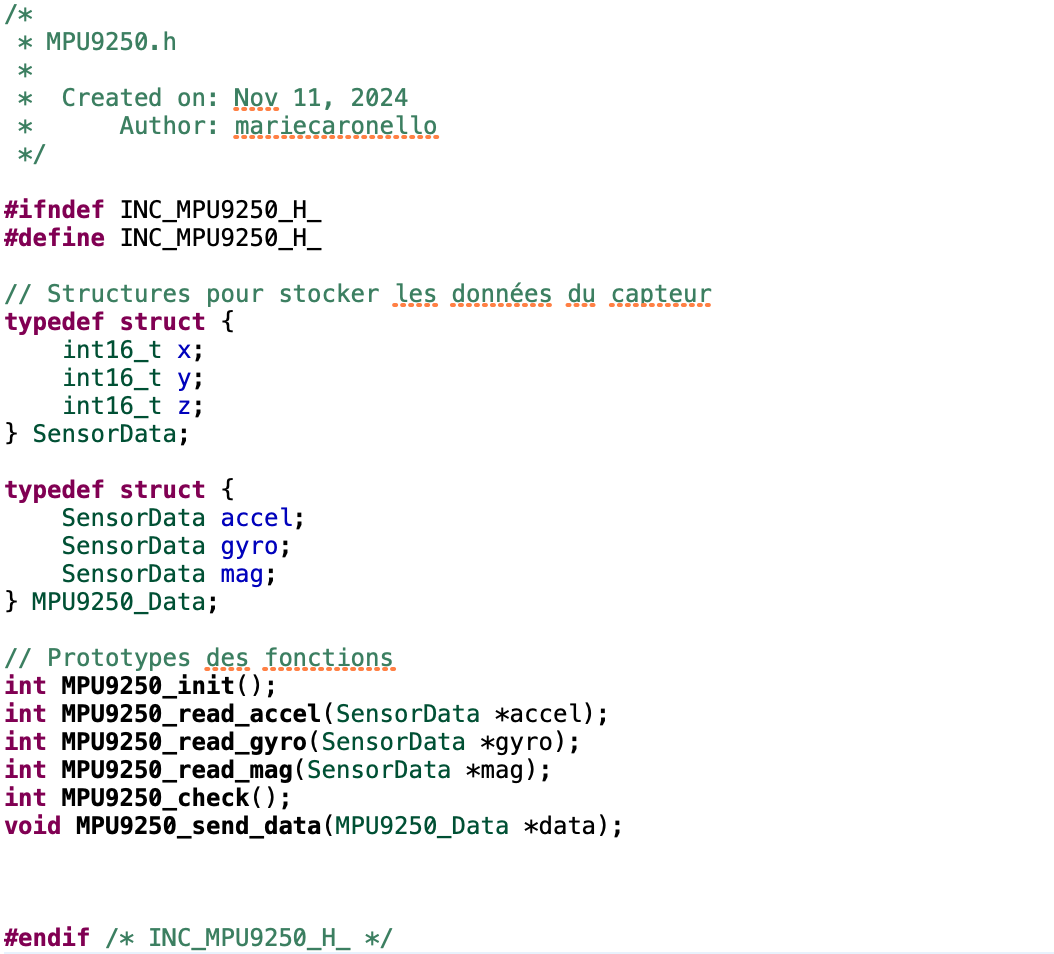 /*
 * MPU9250.h
 *
 *  Created on: Nov 11, 2024
 *      Author: mariecaronello
 */

#ifndef INC_MPU9250_H_
#define INC_MPU9250_H_

// Structures pour stocker les données du capteur
typedef struct {
    int16_t x;
    int16_t y;
    int16_t z;
} SensorData;

typedef struct {
    SensorData accel;
    SensorData gyro;
    SensorData mag;
} MPU9250_Data;

// Prototypes des fonctions
int MPU9250_init();
int MPU9250_read_accel(SensorData *accel);
int MPU9250_read_gyro(SensorData *gyro);
int MPU9250_read_mag(SensorData *mag);
int MPU9250_check();
void MPU9250_send_data(MPU9250_Data *data);

#endif /* INC_MPU9250_H_ */